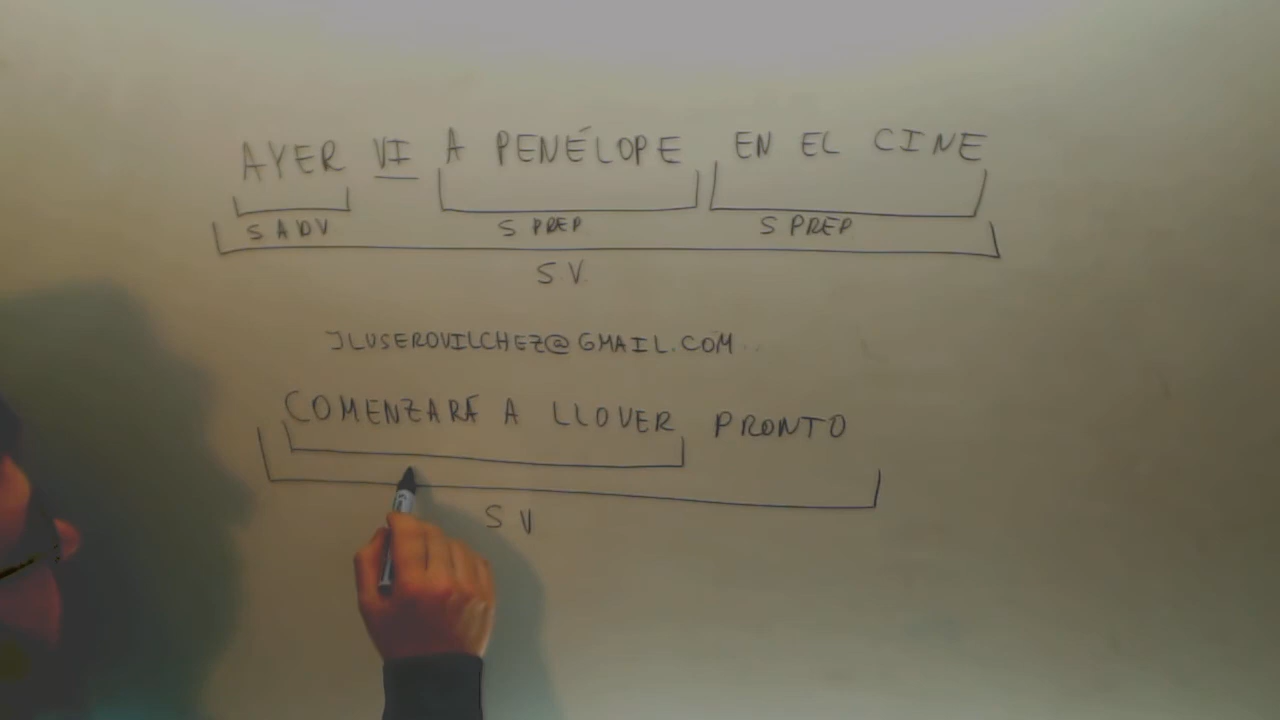 AYER VI A PENÉLOPE EN EL CINE
S ADV S PREP S PREP
S V
JLUSEROVILCHEZ@GMAIL.COM
COMENZARÁ A LLOVER PRONTO
S V